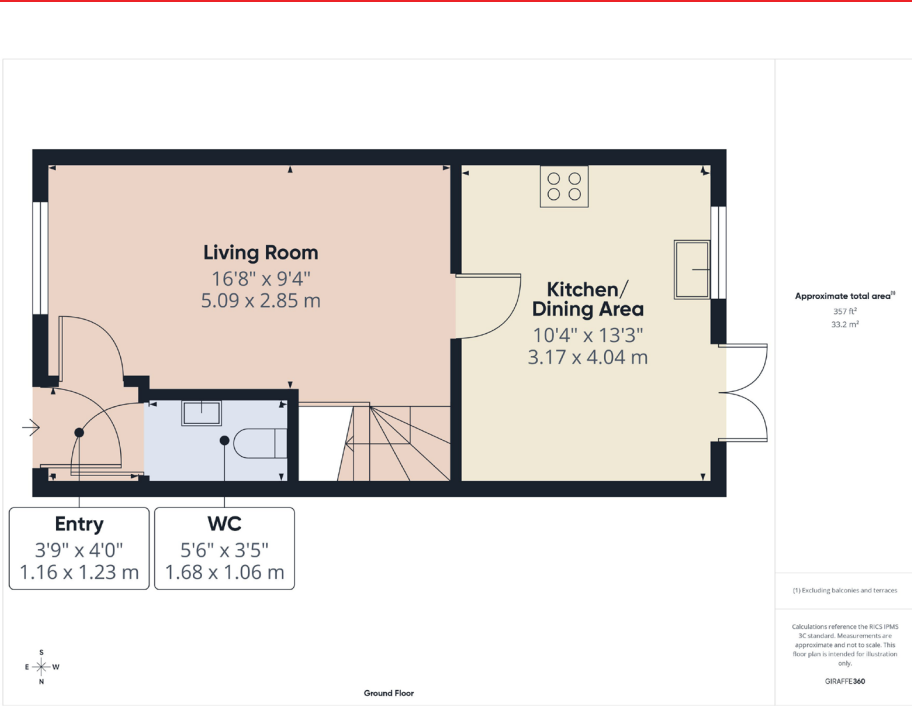 Living Room
16'8" x 9'4"
5.09 x 2.85 m
Kitchen/
Dining Area
10'4" x 13'3"
3.17 x 4.04 m
Entry
3'9" x 4'0"
1.16 x 1.23 m
WC
5'6" x 3'5"
1.68 x 1.06 m
S
E W
N
Ground Floor
Approximate total area(1)
357 ft²
33.2 m²
(1) Excluding balconies and terraces
Calculations reference the RICS IPMS
3C standard. Measurements are
approximate and not to scale. This
floor plan is intended for illustration
only.
GIRAFFE360